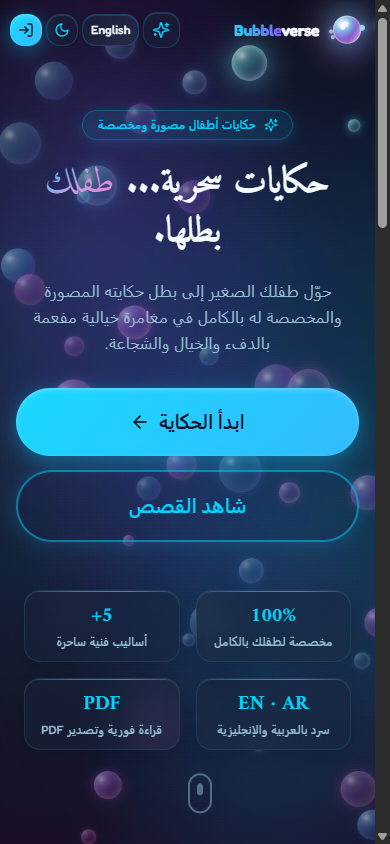 Bubbleverse
English
حكايات أطفال مصورة ومخصصة
حكايات سحرية... طفلك
بطلها.
حوّل طفلك الصغير إلى بطل حكايته المصورة
والمخصصة له بالكامل في مغامرة خيالية مفعمة
بالدفء والخيال والشجاعة.
ابدأ الحكاية ←
شاهد القصص
100%
مخصصة لطفلك بالكامل
+5
أساليب فنية ساحرة
EN · AR
سرد بالعربية والإنجليزية
PDF
قراءة فورية وتصدير PDF